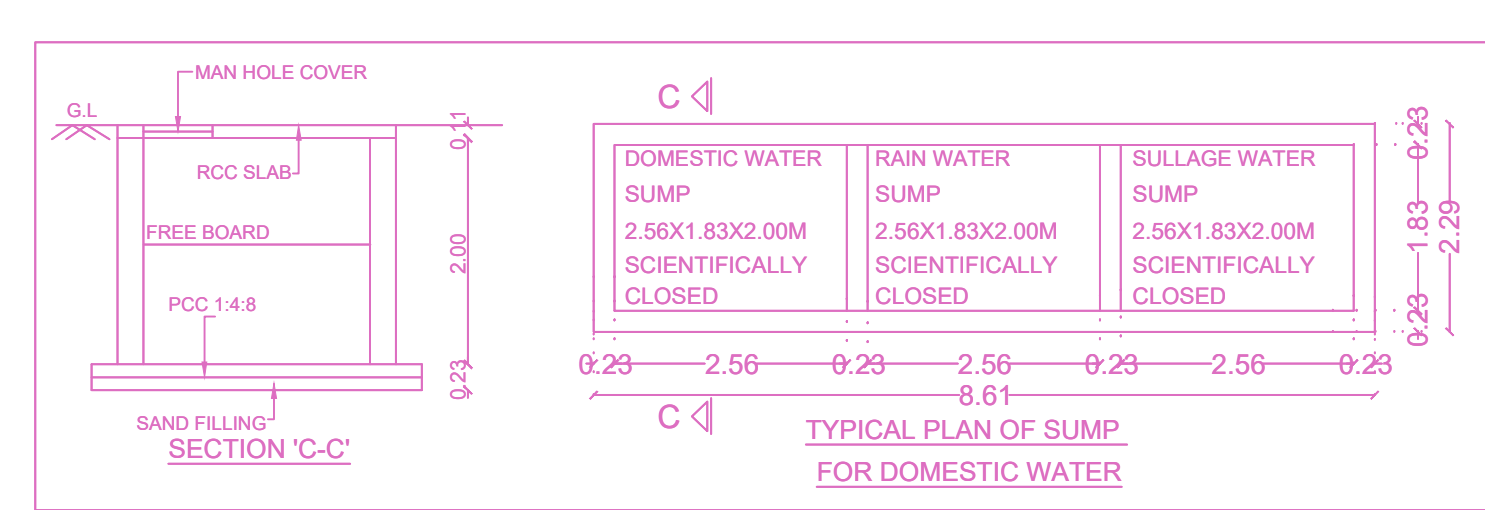 MAN HOLE COVER
G.L
0.11
RCC SLAB
FREE BOARD
2.00
PCC 1:4:8
0.23
SAND FILLING
SECTION 'C-C'
C
DOMESTIC WATER
SUMP
2.56X1.83X2.00M
SCIENTIFICALLY
CLOSED
RAIN WATER
SUMP
2.56X1.83X2.00M
SCIENTIFICALLY
CLOSED
SULLAGE WATER
SUMP
2.56X1.83X2.00M
SCIENTIFICALLY
CLOSED
0.23
1.83
2.29
0.23
0.23 2.56 0.23 2.56 0.23 2.56 0.23
8.61
C
TYPICAL PLAN OF SUMP
FOR DOMESTIC WATER